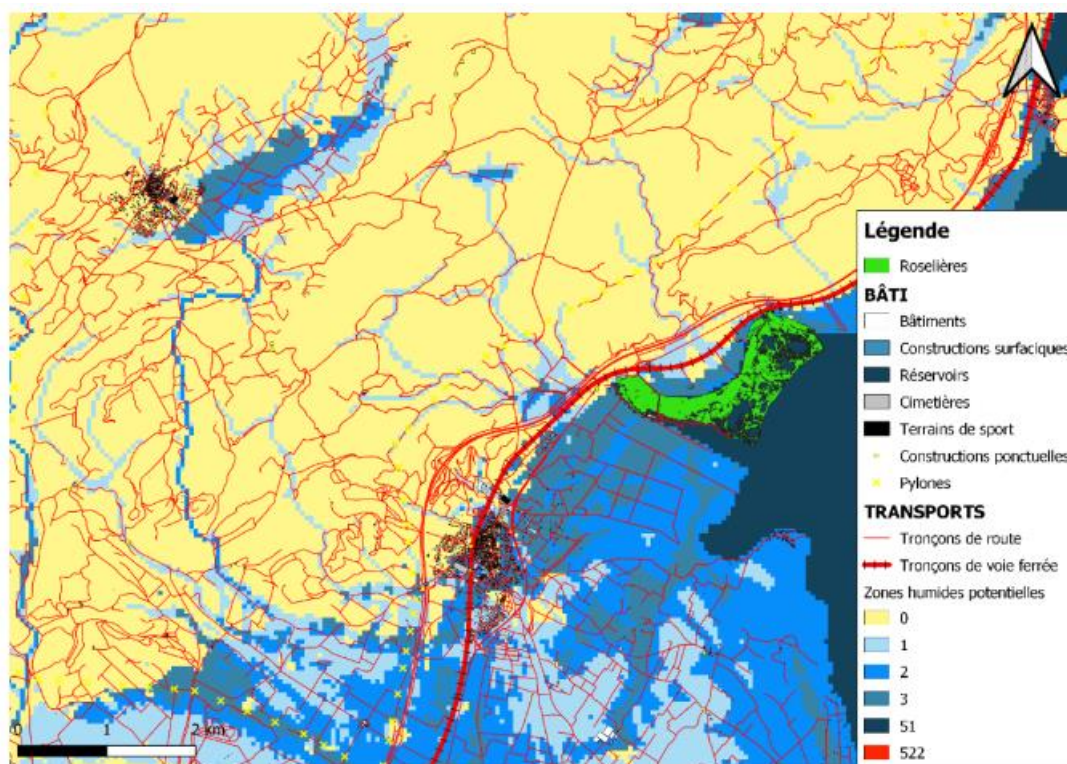 Légende
Roselières
BÂTI
Bâtiments
Constructions surfaciques
Réservoirs
Cimetières
Terrains de sport
Constructions ponctuelles
Pylones
TRANSPORTS
Tronçons de route
Tronçons de voie ferrée
Zones humides potentielles
0
1
2
3
51
522
0 1 2 km